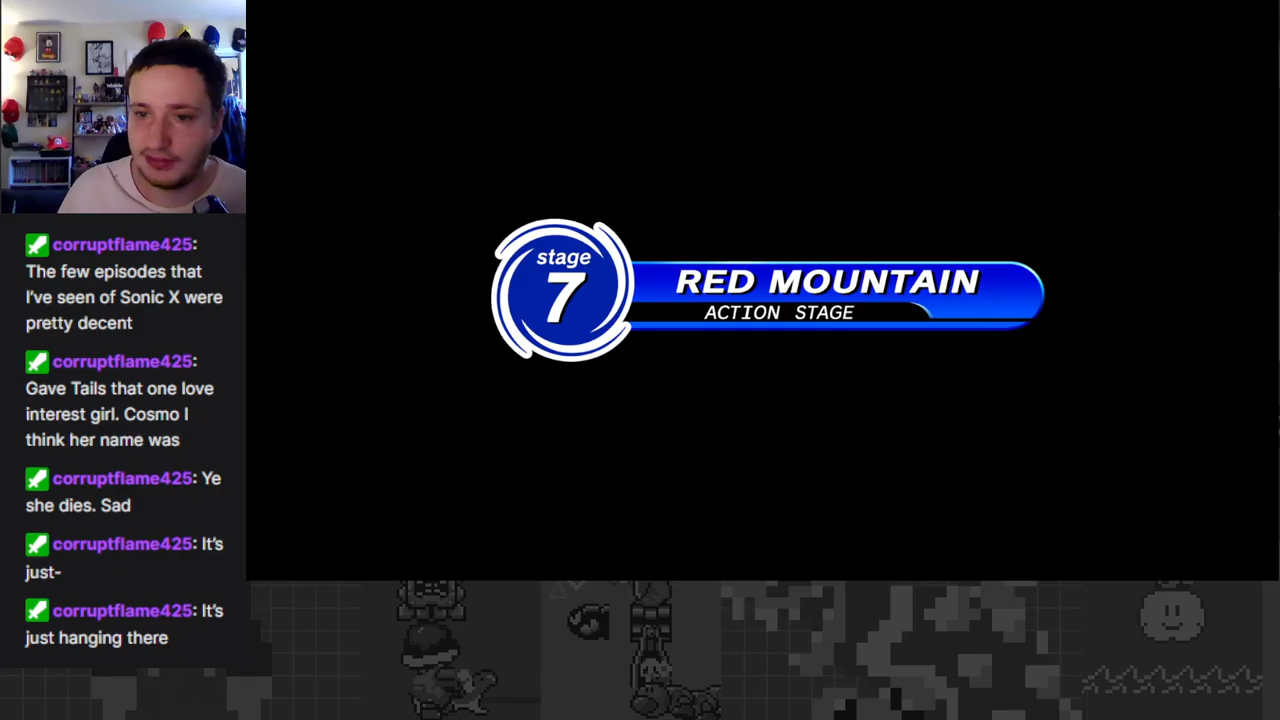 corruptflame425:
The few episodes that
I've seen of Sonic X were
pretty decent
corruptflame425:
Gave Tails that one love
interest girl. Cosmo I
think her name was
corruptflame425: Ye
she dies. Sad
corruptflame425: It's
just-
corruptflame425: It's
just hanging there
stage
7
RED MOUNTAIN
ACTION STAGE